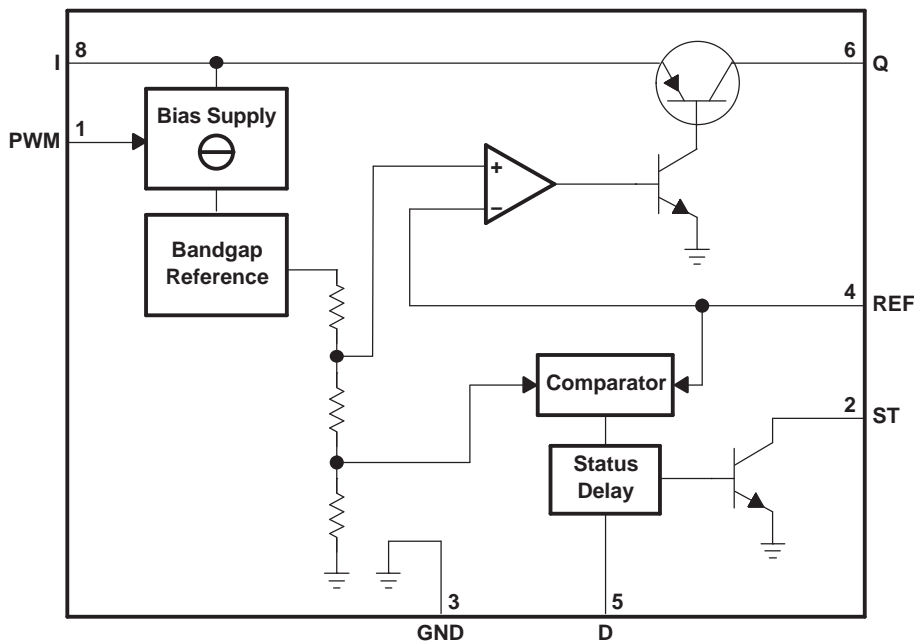 I
8
6
Q
Bias Supply
PWM
1
+
−
Bandgap
Reference
4
REF
Comparator
2
ST
Status
Delay
3
5
GND
D